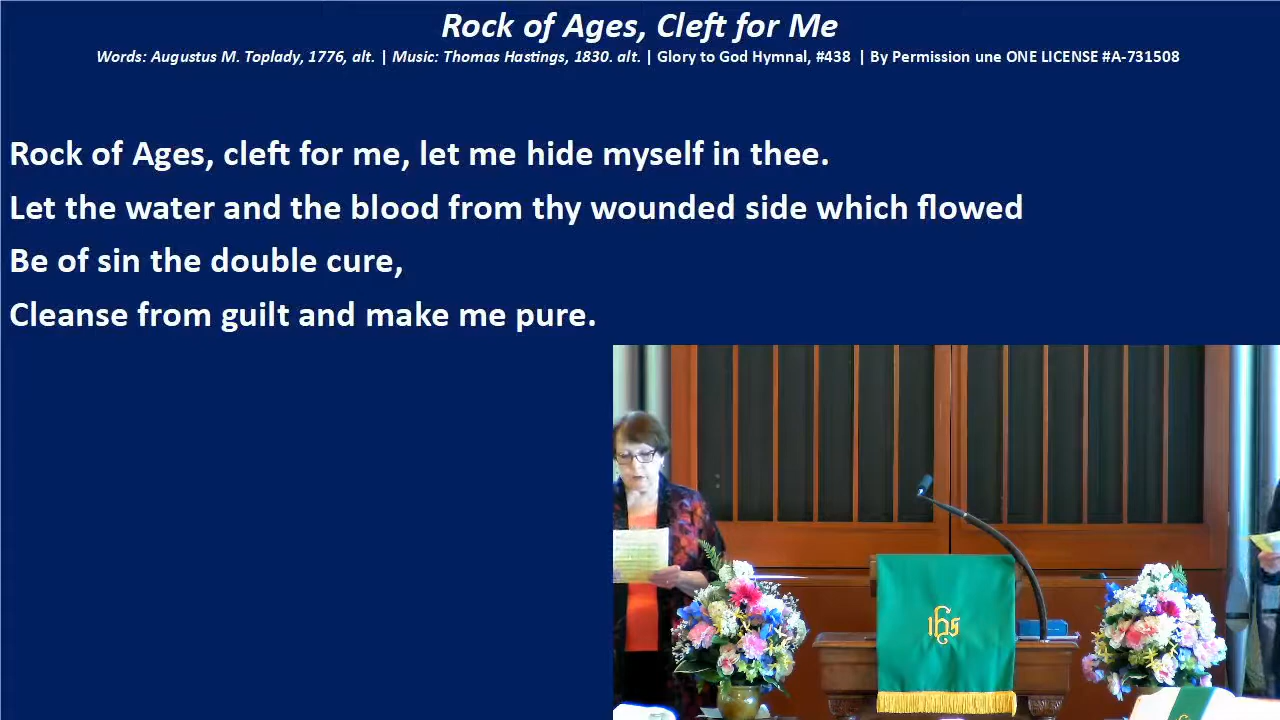 Rock of Ages, Cleft for Me
Words: Augustus M. Toplady, 1776, alt. | Music: Thomas Hastings, 1830. alt. | Glory to God Hymnal, #438 | By Permission une ONE LICENSE #A-731508
Rock of Ages, cleft for me, let me hide myself in thee.
Let the water and the blood from thy wounded side which flowed
Be of sin the double cure,
Cleanse from guilt and make me pure.
ihs